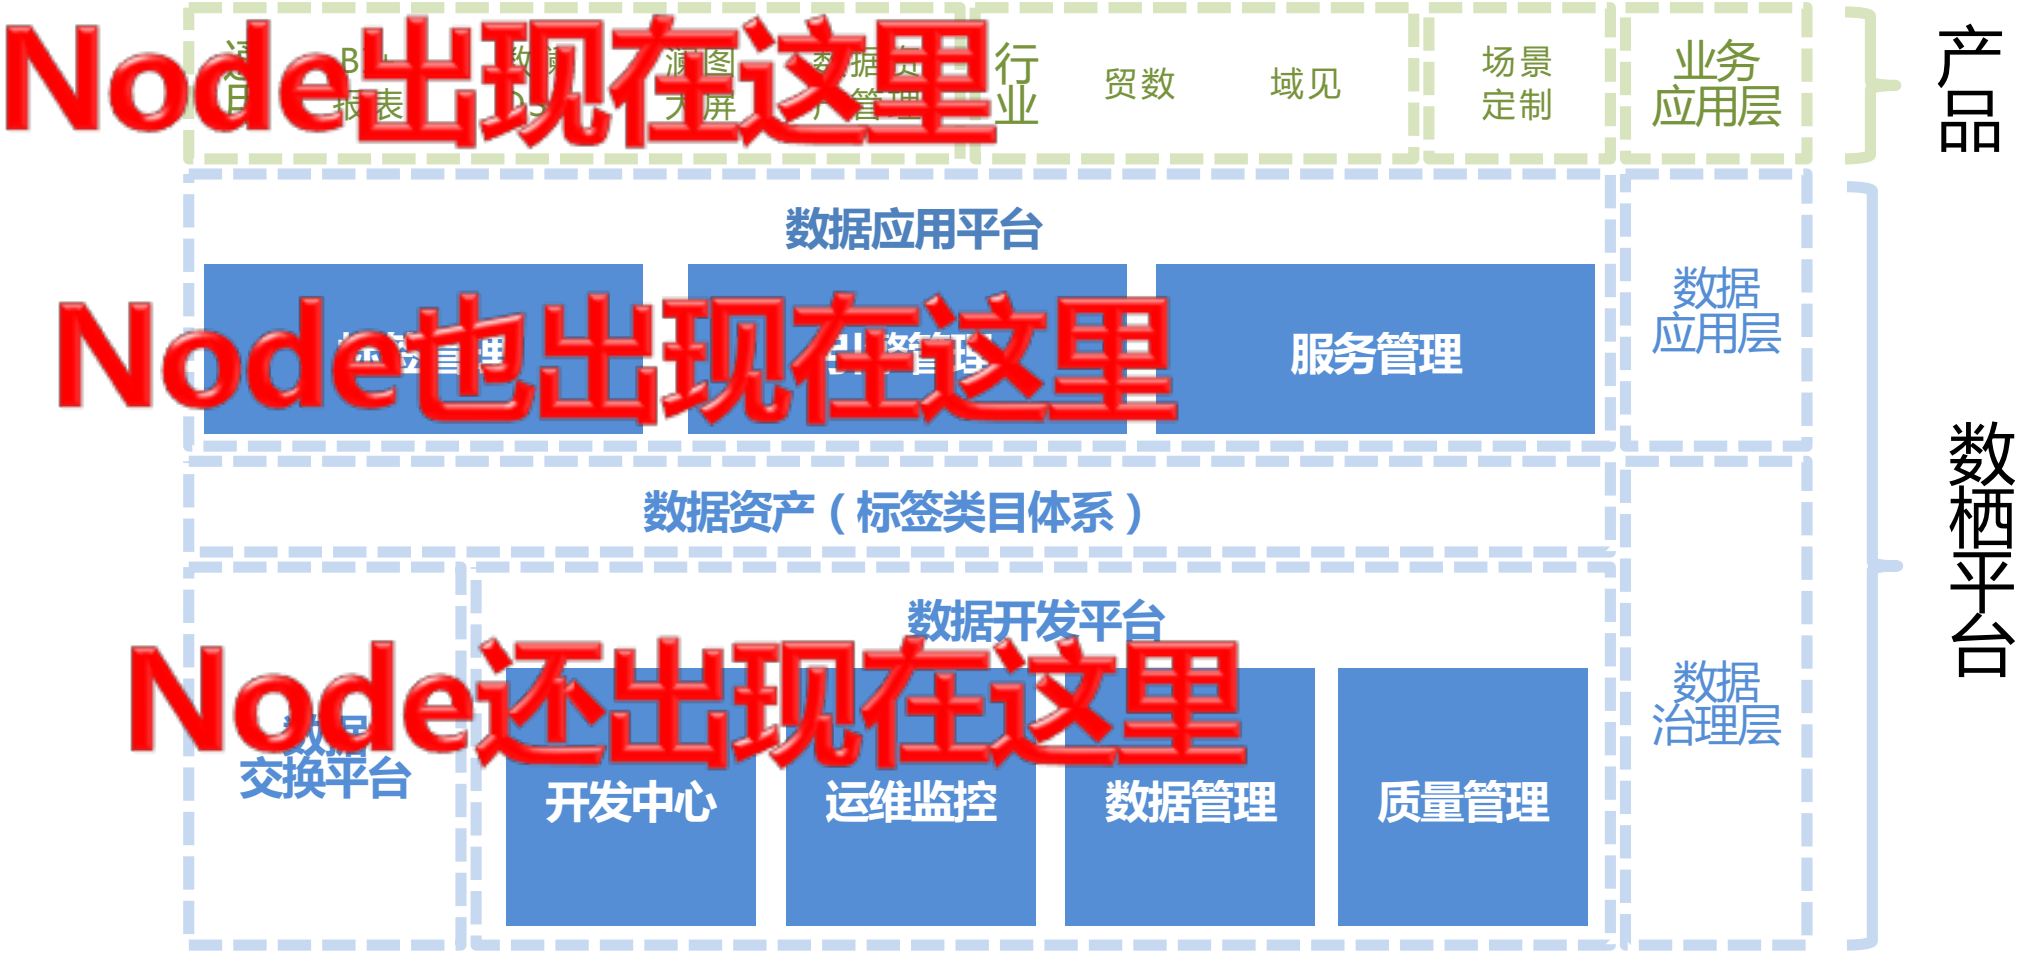 Node出现在这里
行业
贸数
域见
场景
定制
业务
应用层
产品
数据应用平台
Node也出现在这里
服务管理
数据
应用层
数据资产（标签类目体系）
数栖平台
数据开发平台
Node还出现在这里
数据
交换平台
开发中心
运维监控
数据管理
质量管理
数据
治理层